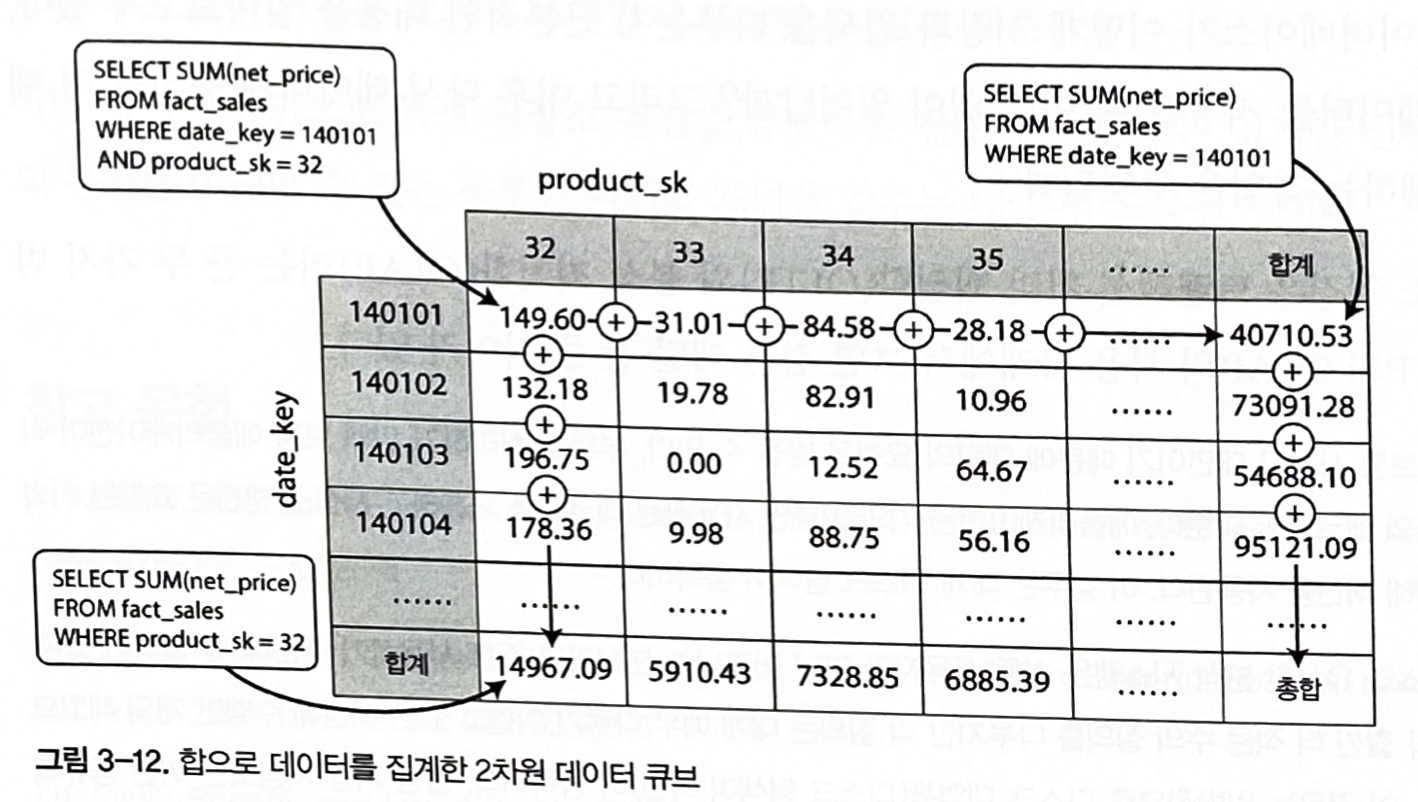 SELECT SUM(net_price)
FROM fact_sales
WHERE date_key = 140101
AND product_sk = 32
SELECT SUM(net_price)
FROM fact_sales
WHERE date_key = 140101
product_sk
32 33 34 35 ...... 합계
140101 149.60 + 31.01 + 84.58 + 28.18 + 40710.53
+ +
140102 132.18 19.78 82.91 10.96 ...... 73091.28
+ +
date_key
140103 196.75 0.00 12.52 64.67 ...... 54688.10
+ +
140104 178.36 9.98 88.75 56.16 ...... 95121.09
...... ...... ...... ...... ...... ...... ......
합계 14967.09 5910.43 7328.85 6885.39 ...... 총합
SELECT SUM(net_price)
FROM fact_sales
WHERE product_sk = 32
그림 3-12. 합으로 데이터를 집계한 2차원 데이터 큐브